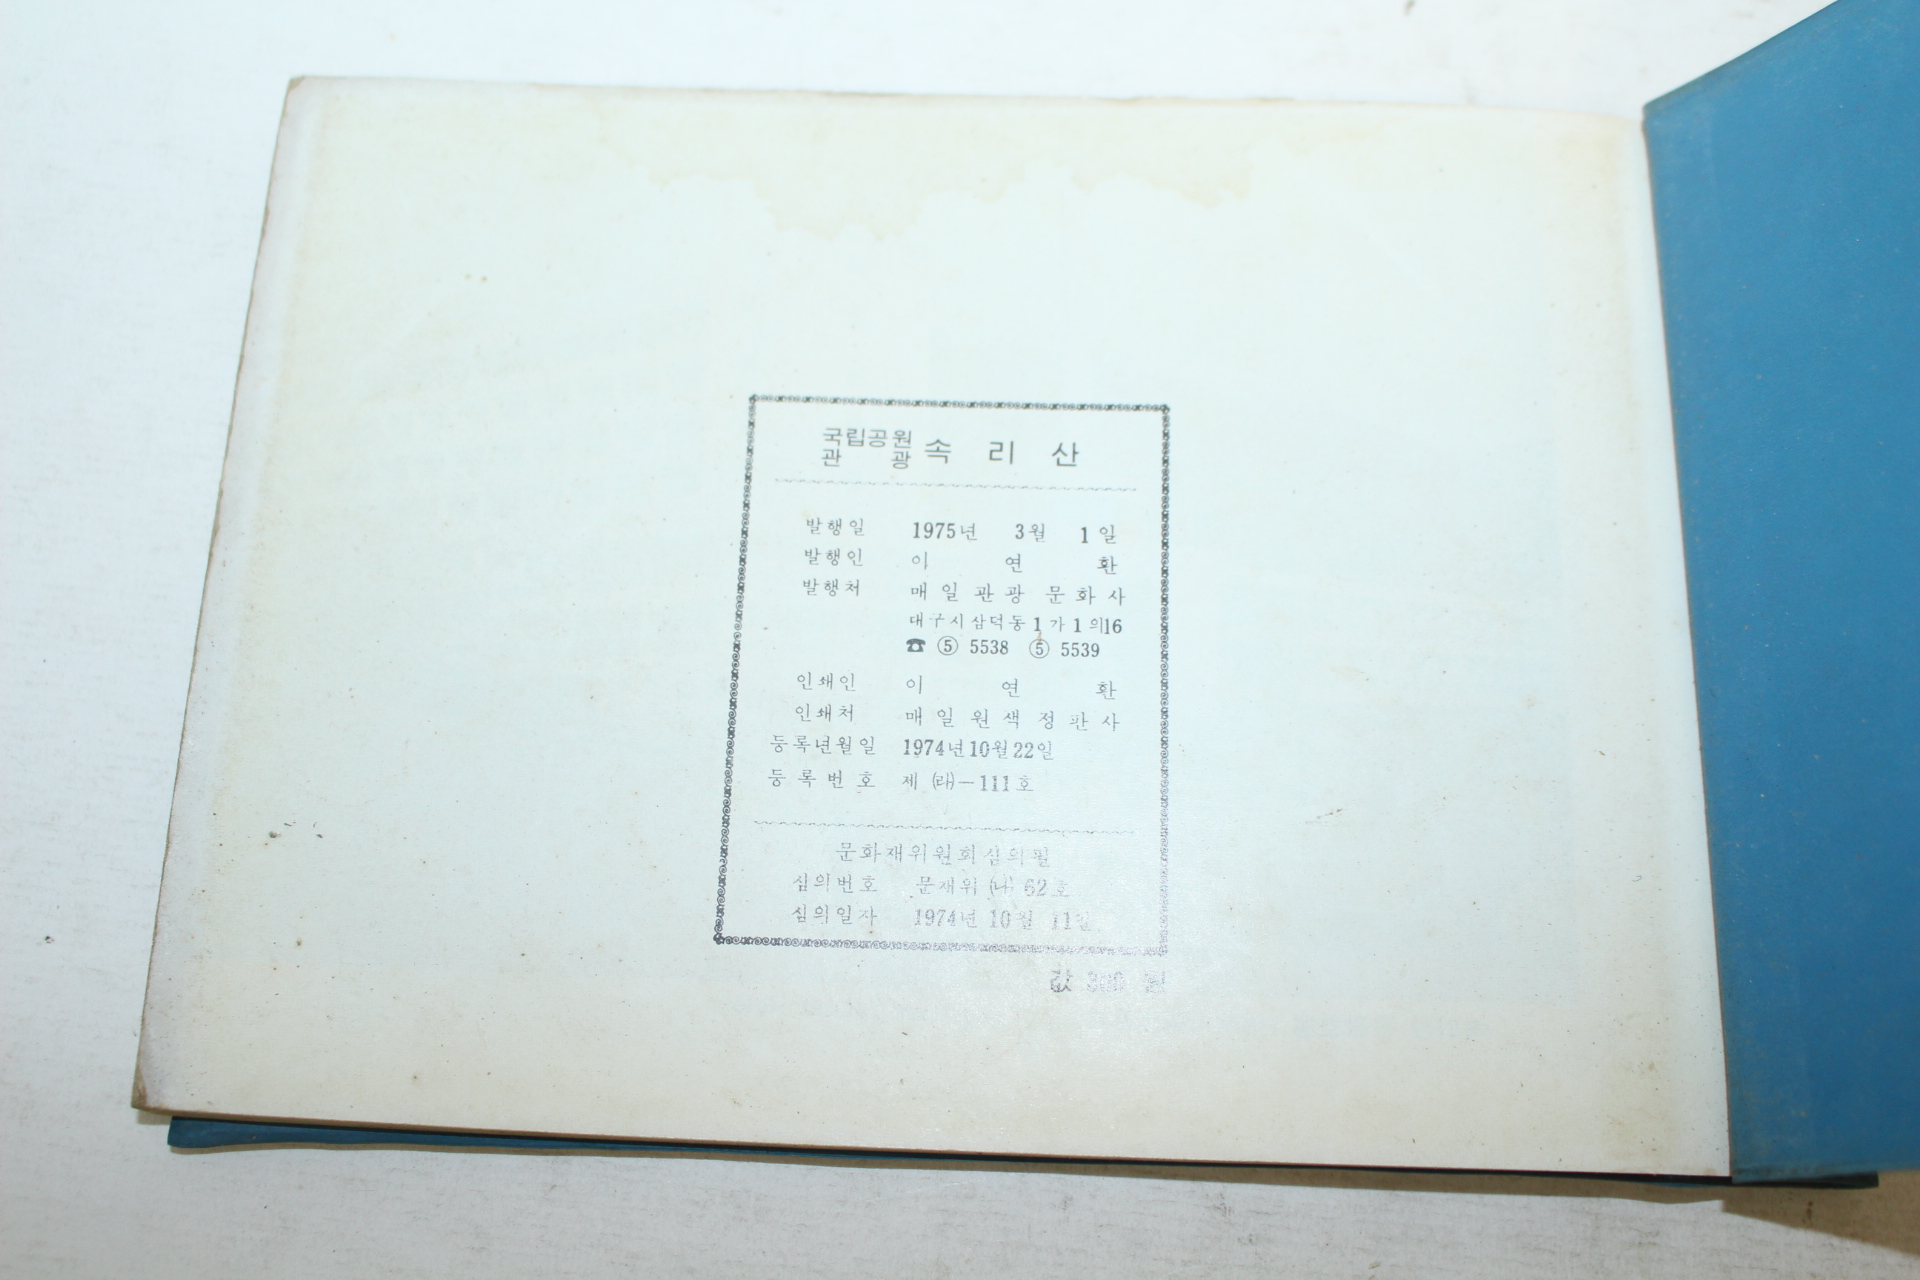 국립공원
관광 속리산
발행일 1975년 3월 1일
발행인 이연환
발행처 매일관광 문화사
대구시삼덕동1가1의16
☎ ⑤ 5538 ⑤ 5539
인쇄인 이연환
인쇄처 매일원색정판사
등록년월일 1974년10월22일
등록번호 제 ㈑—111호
문화재위원회심의필
심의번호 문재위 ㈏ 62호
심의일자 1974년 10월 11일
값 300 원